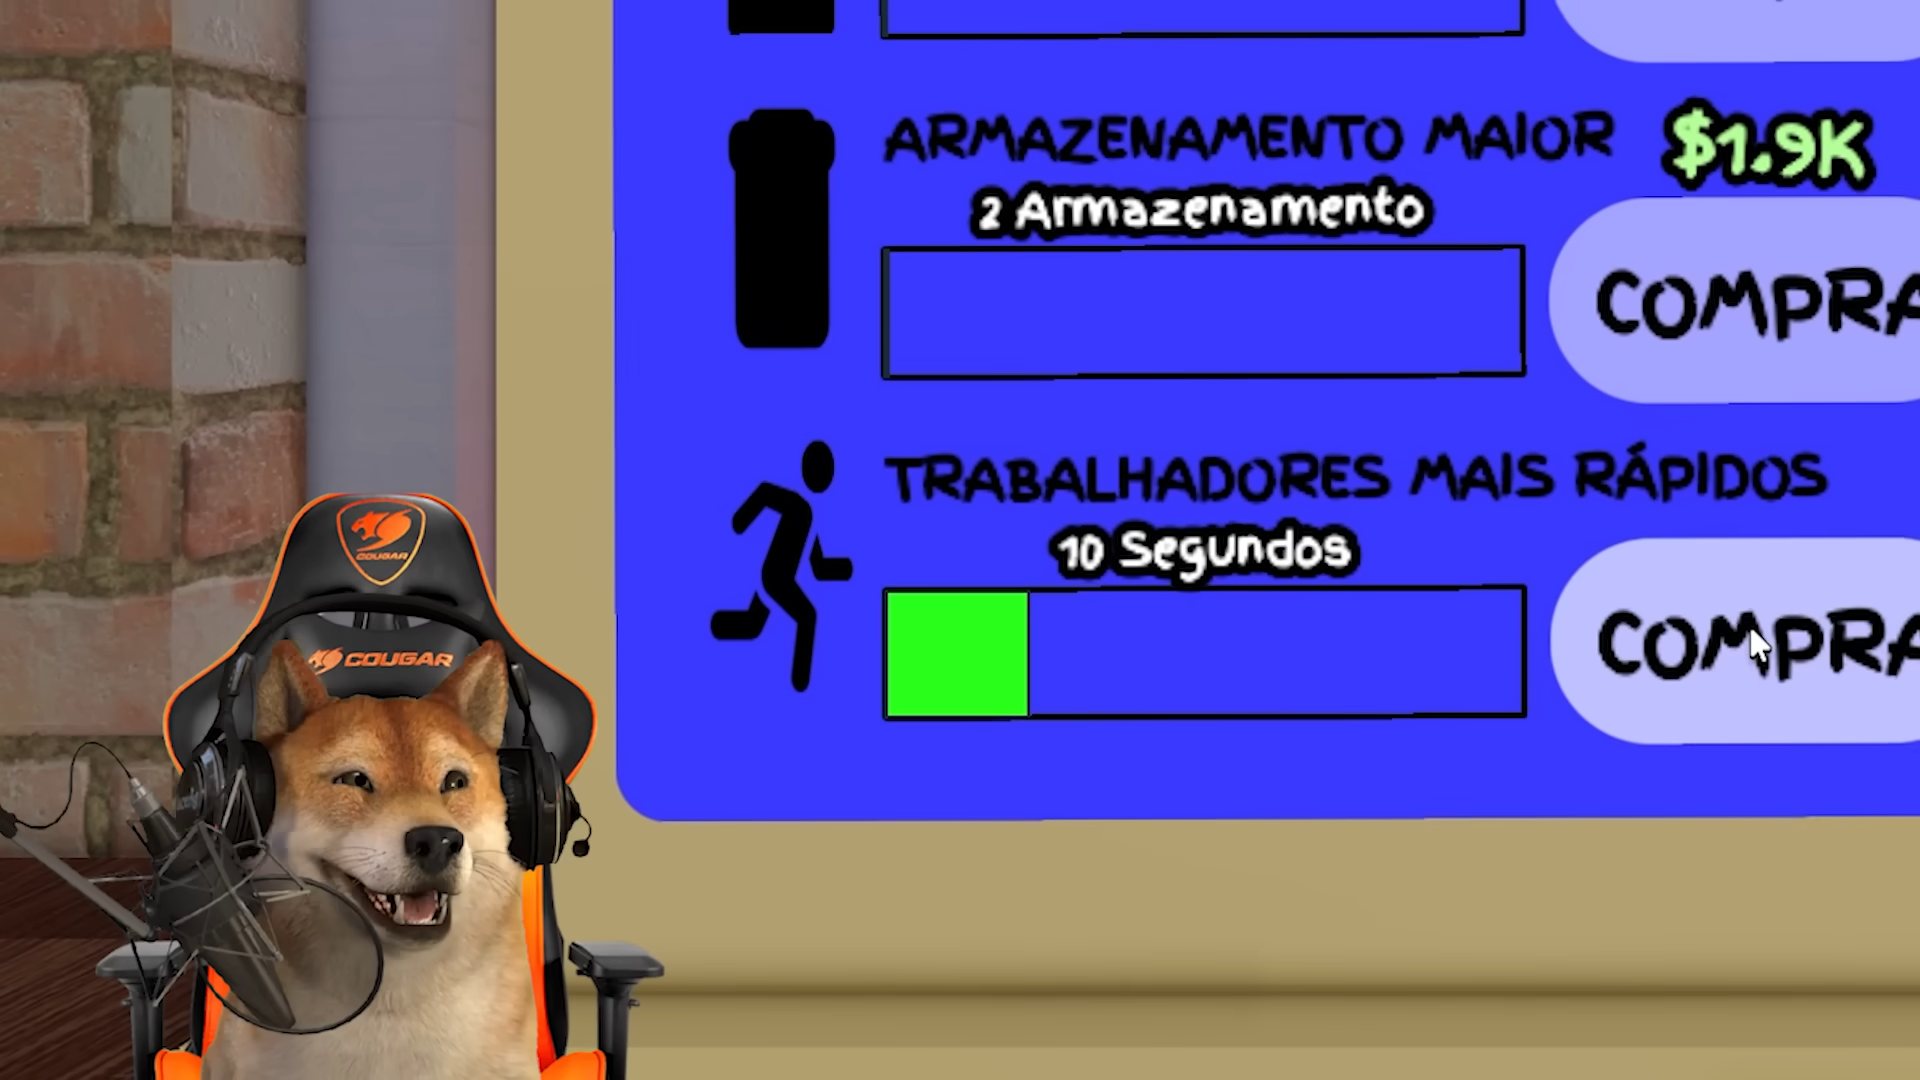 ARMAZENAMENTO MAIOR
$1.9K
2 Armazenamento
COMPRA
TRABALHADORES MAIS RÁPIDOS
10 Segundos
COMPRA
COUGAR
COUGAR